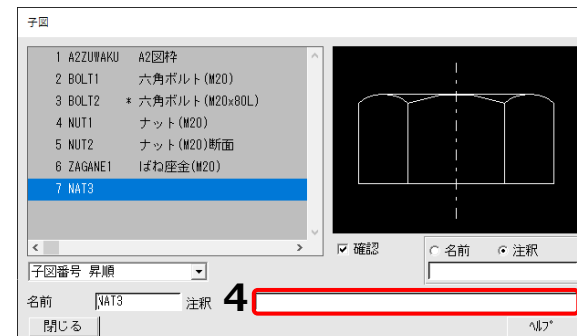 子図
1 A2ZUWAKU A2図枠
2 BOLT1 六角ボルト(M20)
3 BOLT2 * 六角ボルト(M20x80L)
4 NUT1 ナット(M20)
5 NUT2 ナット(M20)断面
6 ZAGANE1 ばね座金(M20)
7 NAT3
確認 名前 注釈
子図番号 昇順
名前 NAT3 注釈 4
閉じる ﾍﾙﾌﾟ